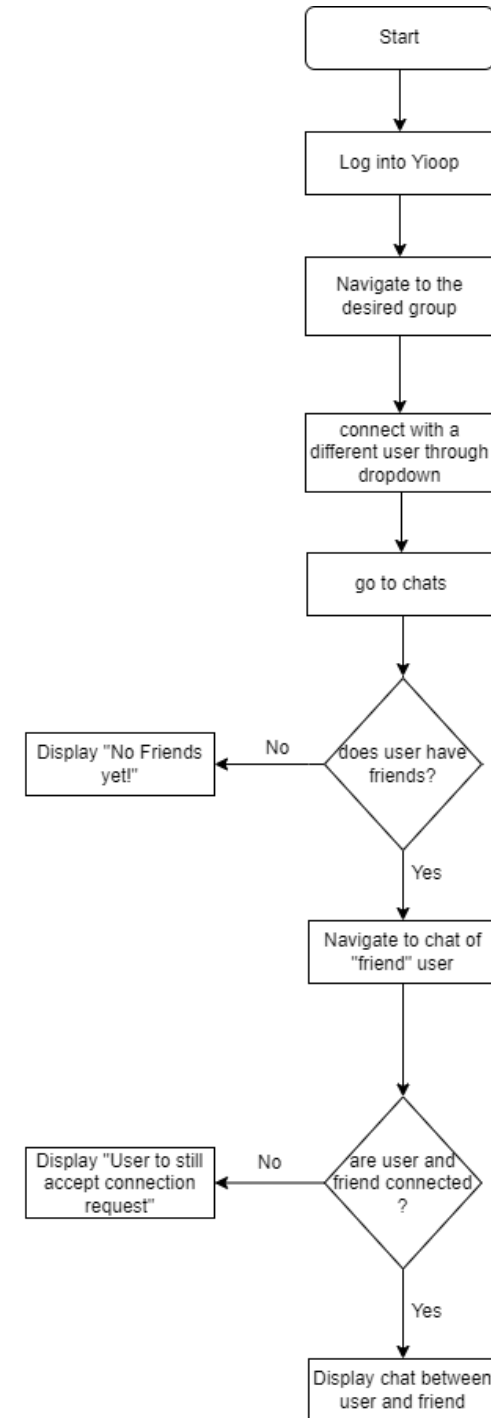 Start
Log into Yioop
Navigate to the
desired group
connect with a
different user through
dropdown
go to chats
does user have
friends?
No
Display "No Friends
yet!"
Yes
Navigate to chat of
"friend" user
are user and
friend connected
?
No
Display "User to still
accept connection
request"
Yes
Display chat between
user and friend